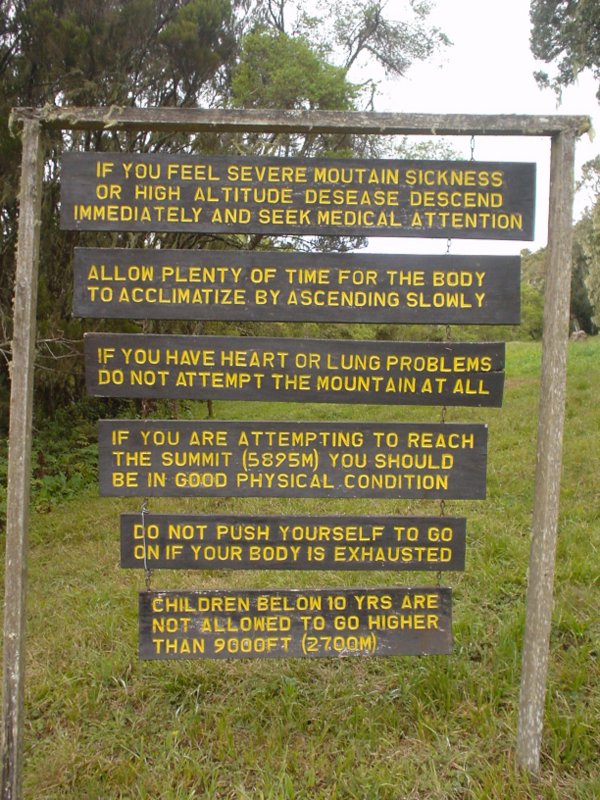 IF YOU FEEL SEVERE MOUTAIN SICKNESS
OR HIGH ALTITUDE DESEASE DESCEND
IMMEDIATELY AND SEEK MEDICAL ATTENTION
ALLOW PLENTY OF TIME FOR THE BODY
TO ACCLIMATIZE BY ASCENDING SLOWLY
IF YOU HAVE HEART OR LUNG PROBLEMS
DO NOT ATTEMPT THE MOUNTAIN AT ALL
IF YOU ARE ATTEMPTING TO REACH
THE SUMMIT (5895M) YOU SHOULD
BE IN GOOD PHYSICAL CONDITION
DO NOT PUSH YOURSELF TO GO
ON IF YOUR BODY IS EXHAUSTED
CHILDREN BELOW 10 YRS ARE
NOT ALLOWED TO GO HIGHER
THAN 9000FT (2700M)